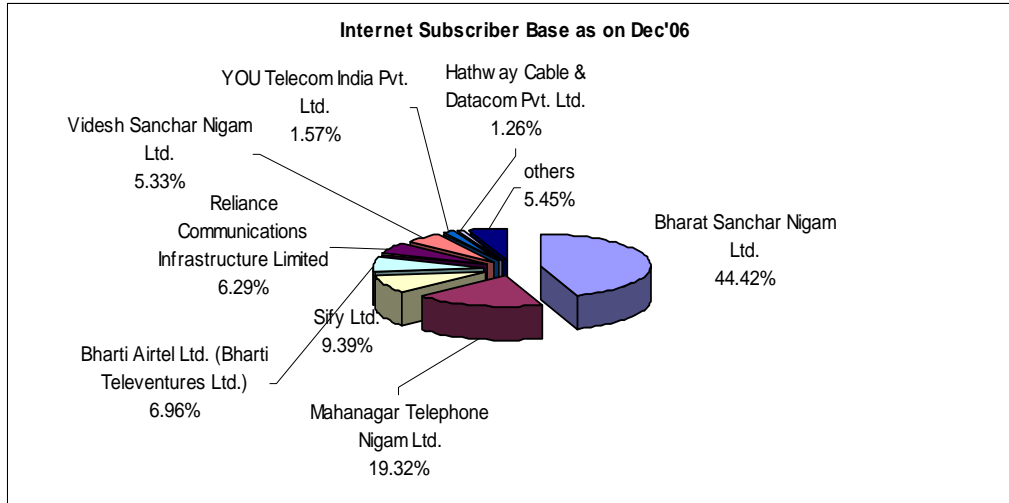 Internet Subscriber Base as on Dec'06
YOU Telecom India Pvt.
Ltd.
1.57%
Hathway Cable &
Datacom Pvt. Ltd.
1.26%
Videsh Sanchar Nigam
Ltd.
5.33%
others
5.45%
Reliance
Communications
Infrastructure Limited
6.29%
Bharat Sanchar Nigam
Ltd.
44.42%
Sify Ltd.
9.39%
Bharti Airtel Ltd. (Bharti
Televentures Ltd.)
6.96%
Mahanagar Telephone
Nigam Ltd.
19.32%